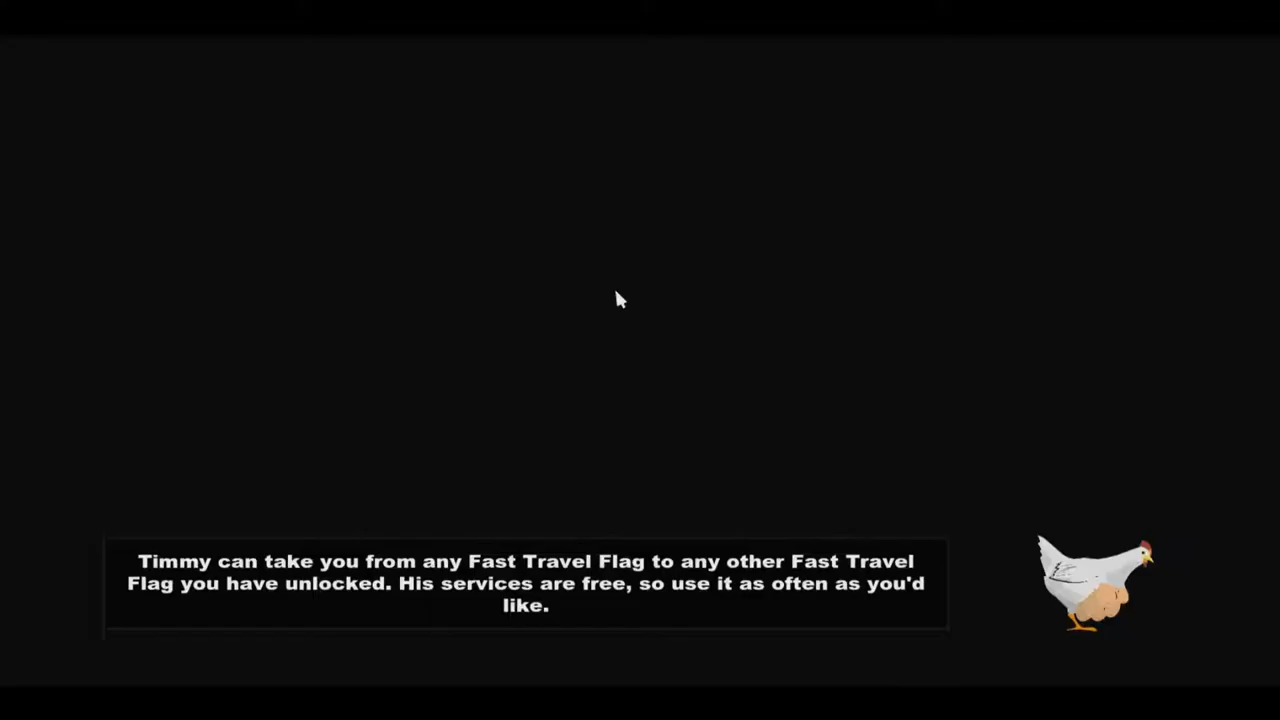 Timmy can take you from any Fast Travel Flag to any other Fast Travel
Flag you have unlocked. His services are free, so use it as often as you'd
like.